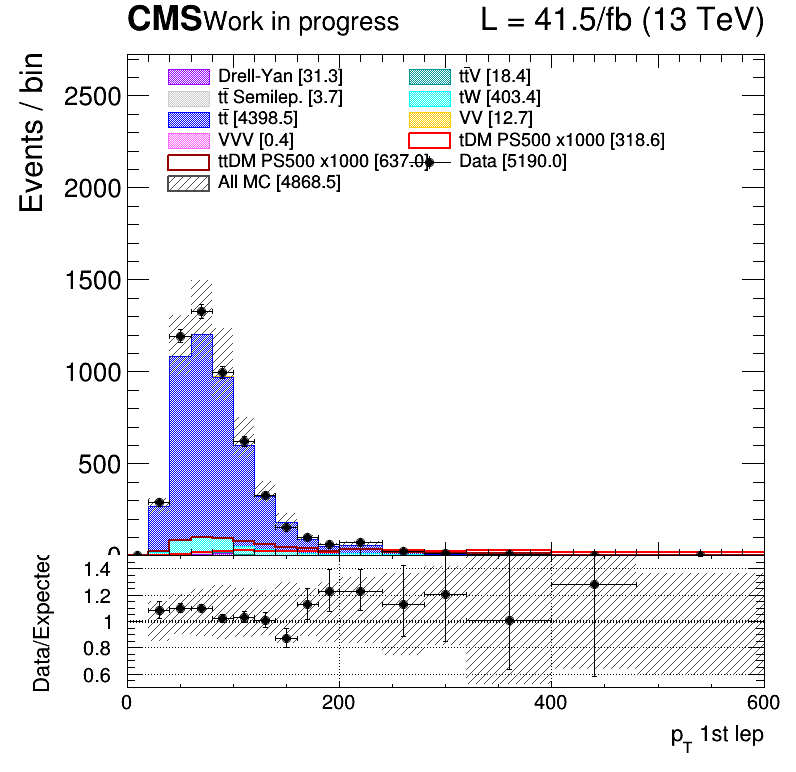 CMS Work in progress L = 41.5/fb (13 TeV)
Events / bin
2500
2000
1500
1000
500
0
Drell-Yan [31.3] tt̄V [18.4]
tt̄ Semilep. [3.7] tW [403.4]
tt̄ [4398.5] VV [12.7]
VVV [0.4] tDM PS500 x1000 [318.6]
ttDM PS500 x1000 [637.0] Data [5190.0]
All MC [4868.5]
Data/Expected
1.4
1.2
1
0.8
0.6
0 200 400 600
p_T 1st lep